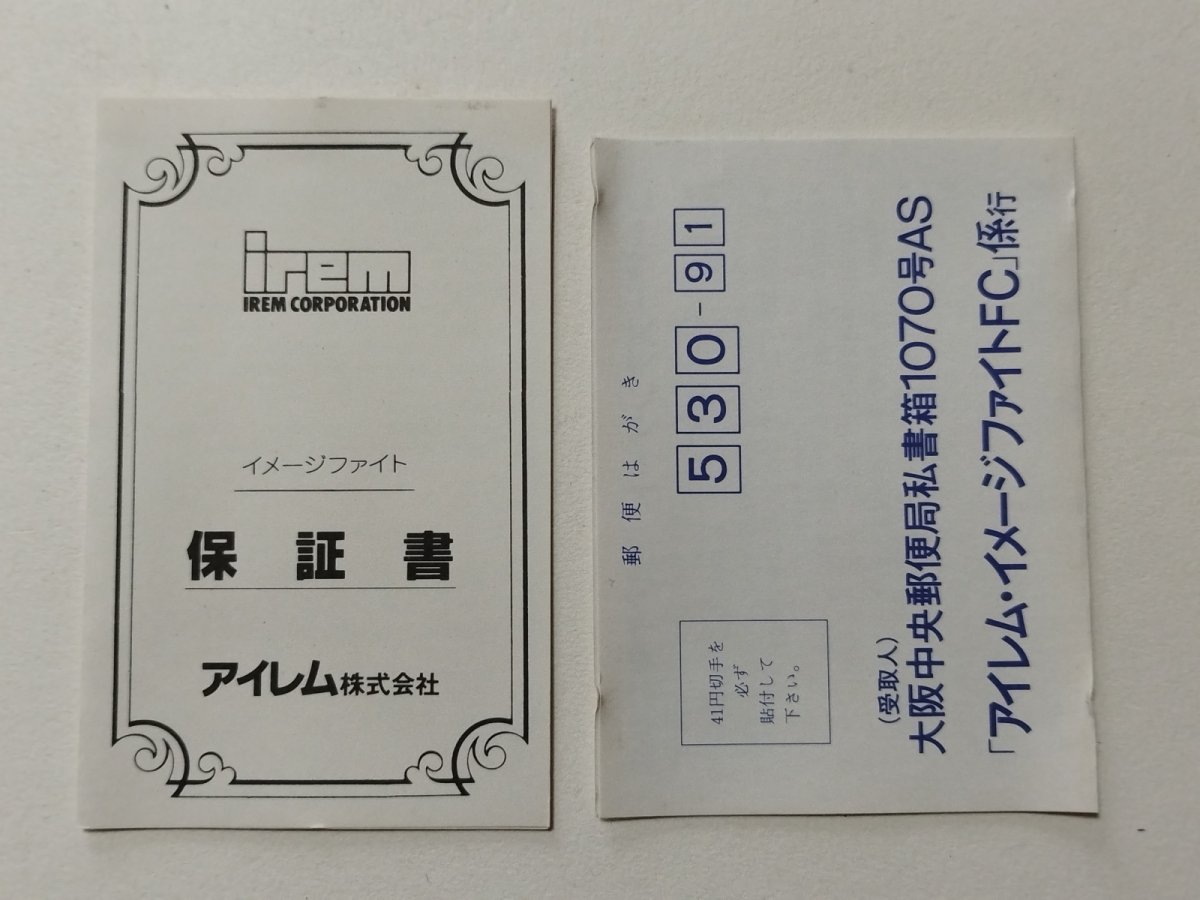 irem
IREM CORPORATION
イメージファイト
保証書
アイレム株式会社
郵便はがき
530-91
41円切手を
必ず
貼付して
下さい。
(受取人)
大阪中央郵便局私書箱1070号AS
「アイレム・イメージファイトFC」係行